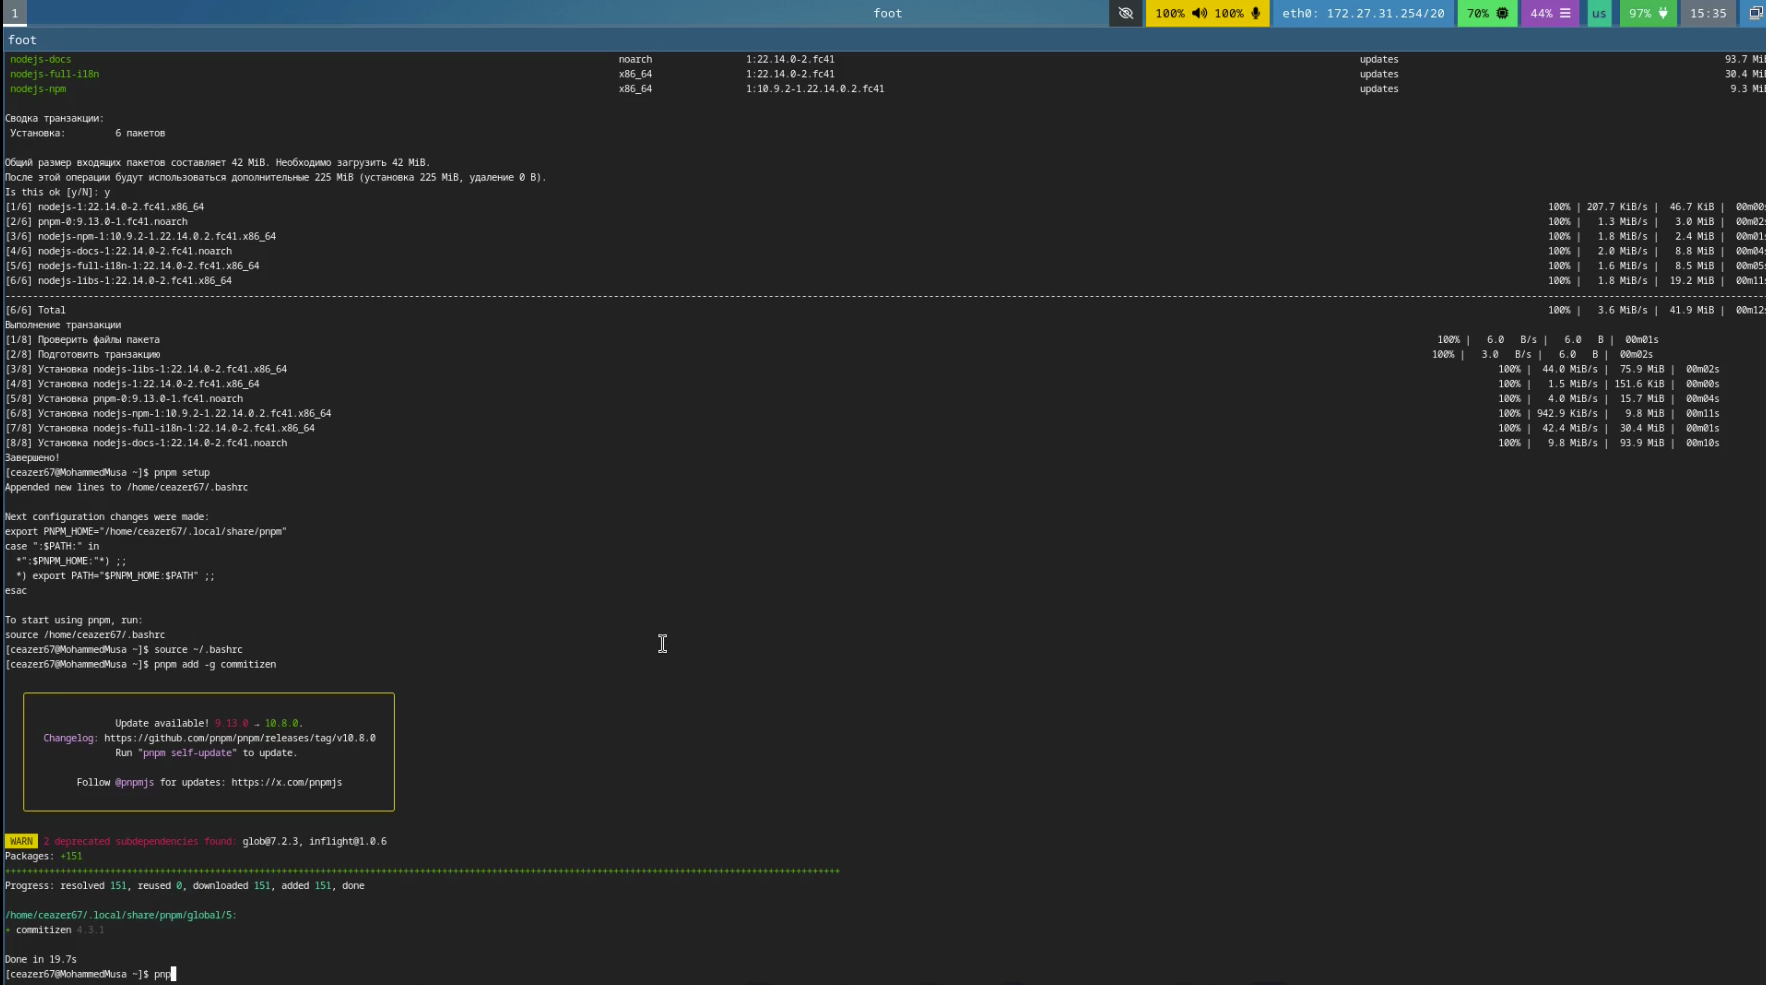 1 foot 100% 100% eth0: 172.27.31.254/20 70% 44% us 97% 15:35
foot
nodejs-docs noarch 1:22.14.0-2.fc41 updates 93.7 MiB
nodejs-full-i18n x86_64 1:22.14.0-2.fc41 updates 30.4 MiB
nodejs-npm x86_64 1:10.9.2-1.22.14.0.2.fc41 updates 9.3 MiB
Сводка транзакции:
Установка: 6 пакетов
Общий размер входящих пакетов составляет 42 MiB. Необходимо загрузить 42 MiB.
После этой операции будут использоваться дополнительные 225 MiB (установка 225 MiB, удаление 0 B).
Is this ok [y/N]: y
[1/6] nodejs-1:22.14.0-2.fc41.x86_64 100% | 207.7 KiB/s | 46.7 KiB | 00m00s
[2/6] pnpm-0:9.13.0-1.fc41.noarch 100% | 1.3 MiB/s | 3.0 MiB | 00m02s
[3/6] nodejs-npm-1:10.9.2-1.22.14.0.2.fc41.x86_64 100% | 1.8 MiB/s | 2.4 MiB | 00m01s
[4/6] nodejs-docs-1:22.14.0-2.fc41.noarch 100% | 2.0 MiB/s | 8.8 MiB | 00m04s
[5/6] nodejs-full-i18n-1:22.14.0-2.fc41.x86_64 100% | 1.6 MiB/s | 8.5 MiB | 00m05s
[6/6] nodejs-libs-1:22.14.0-2.fc41.x86_64 100% | 1.8 MiB/s | 19.2 MiB | 00m11s
[6/6] Total 100% | 3.6 MiB/s | 41.9 MiB | 00m12s
Выполнение транзакции
[1/8] Проверить файлы пакета 100% | 6.0 B/s | 6.0 B | 00m01s
[2/8] Подготовить транзакцию 100% | 3.0 B/s | 6.0 B | 00m02s
[3/8] Установка nodejs-libs-1:22.14.0-2.fc41.x86_64 100% | 44.0 MiB/s | 75.9 MiB | 00m02s
[4/8] Установка nodejs-1:22.14.0-2.fc41.x86_64 100% | 1.5 MiB/s | 151.6 KiB | 00m00s
[5/8] Установка pnpm-0:9.13.0-1.fc41.noarch 100% | 4.0 MiB/s | 15.7 MiB | 00m04s
[6/8] Установка nodejs-npm-1:10.9.2-1.22.14.0.2.fc41.x86_64 100% | 942.9 KiB/s | 9.8 MiB | 00m11s
[7/8] Установка nodejs-full-i18n-1:22.14.0-2.fc41.x86_64 100% | 42.4 MiB/s | 30.4 MiB | 00m01s
[8/8] Установка nodejs-docs-1:22.14.0-2.fc41.noarch 100% | 9.8 MiB/s | 93.9 MiB | 00m10s
Завершено!
[ceazer67@MohammedMusa ~]$ pnpm setup
Appended new lines to /home/ceazer67/.bashrc
Next configuration changes were made:
export PNPM_HOME="/home/ceazer67/.local/share/pnpm"
case ":$PATH:" in
*":$PNPM_HOME:"*) ;;
*) export PATH="$PNPM_HOME:$PATH" ;;
esac
To start using pnpm, run:
source /home/ceazer67/.bashrc
[ceazer67@MohammedMusa ~]$ source ~/.bashrc
[ceazer67@MohammedMusa ~]$ pnpm add -g commitizen
Update available! 9.13.0 → 10.8.0.
Changelog: https://github.com/pnpm/pnpm/releases/tag/v10.8.0
Run "pnpm self-update" to update.
Follow @pnpmjs for updates: https://x.com/pnpmjs
WARN 2 deprecated subdependencies found: glob@7.2.3, inflight@1.0.6
Packages: +151
++++++++++++++++++++++++++++++++++++++++++++++++++++++++++++++++++++++++++++++++++++++++++++++++++++++++++++++++++++++++++++++++++++++++++++++++++++++
Progress: resolved 151, reused 0, downloaded 151, added 151, done
/home/ceazer67/.local/share/pnpm/global/5:
+ commitizen 4.3.1
Done in 19.7s
[ceazer67@MohammedMusa ~]$ pnp